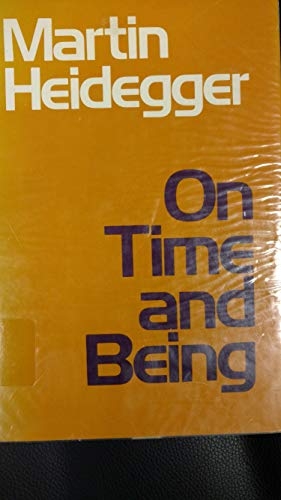 Martin
Heidegger
On
Time
and
Being